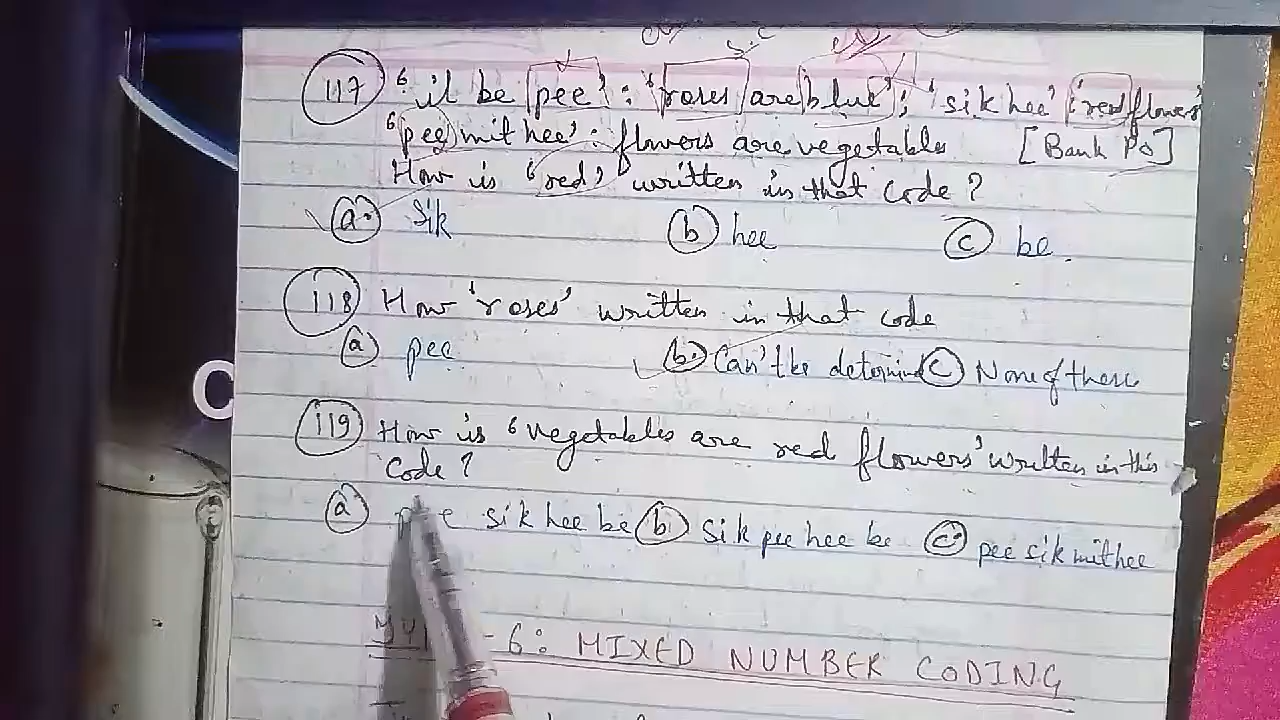 117 'il be pee' : 'roses are blue'; 'sik hee' : 'red flowers'
'pee mit hee' : flowers are vegetables [Bank PO]
How is 'red' written in that code?
a. sik b hee c be.
118 How 'roses' written in that code
a pee b. Can't be determined c None of these
119 How is 'vegetables are red flowers' written in this
code?
a pee sik hee be b sik pee hee be c. pee sik mit hee
-6: MIXED NUMBER CODING
C